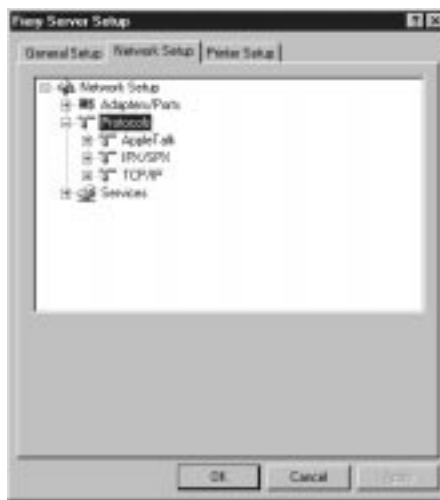 Fiery Server Setup
General Setup Network Setup Printer Setup
Network Setup
Adapters/Ports
Protocols
AppleTalk
IPX/SPX
TCP/IP
Services
OK Cancel Apply